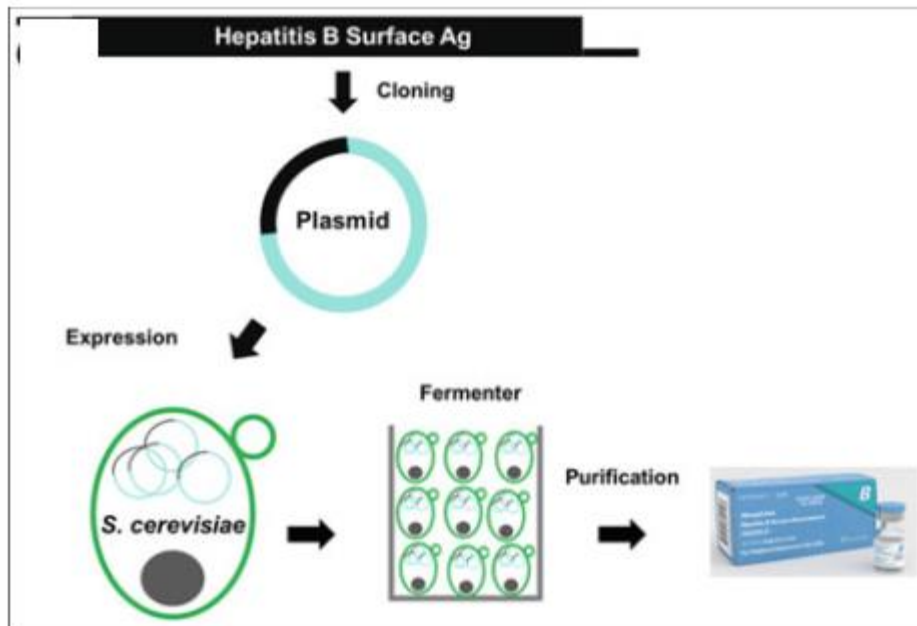 Hepatitis B Surface Ag
Cloning
Plasmid
Expression
Fermenter
S. cerevisiae
Purification
B